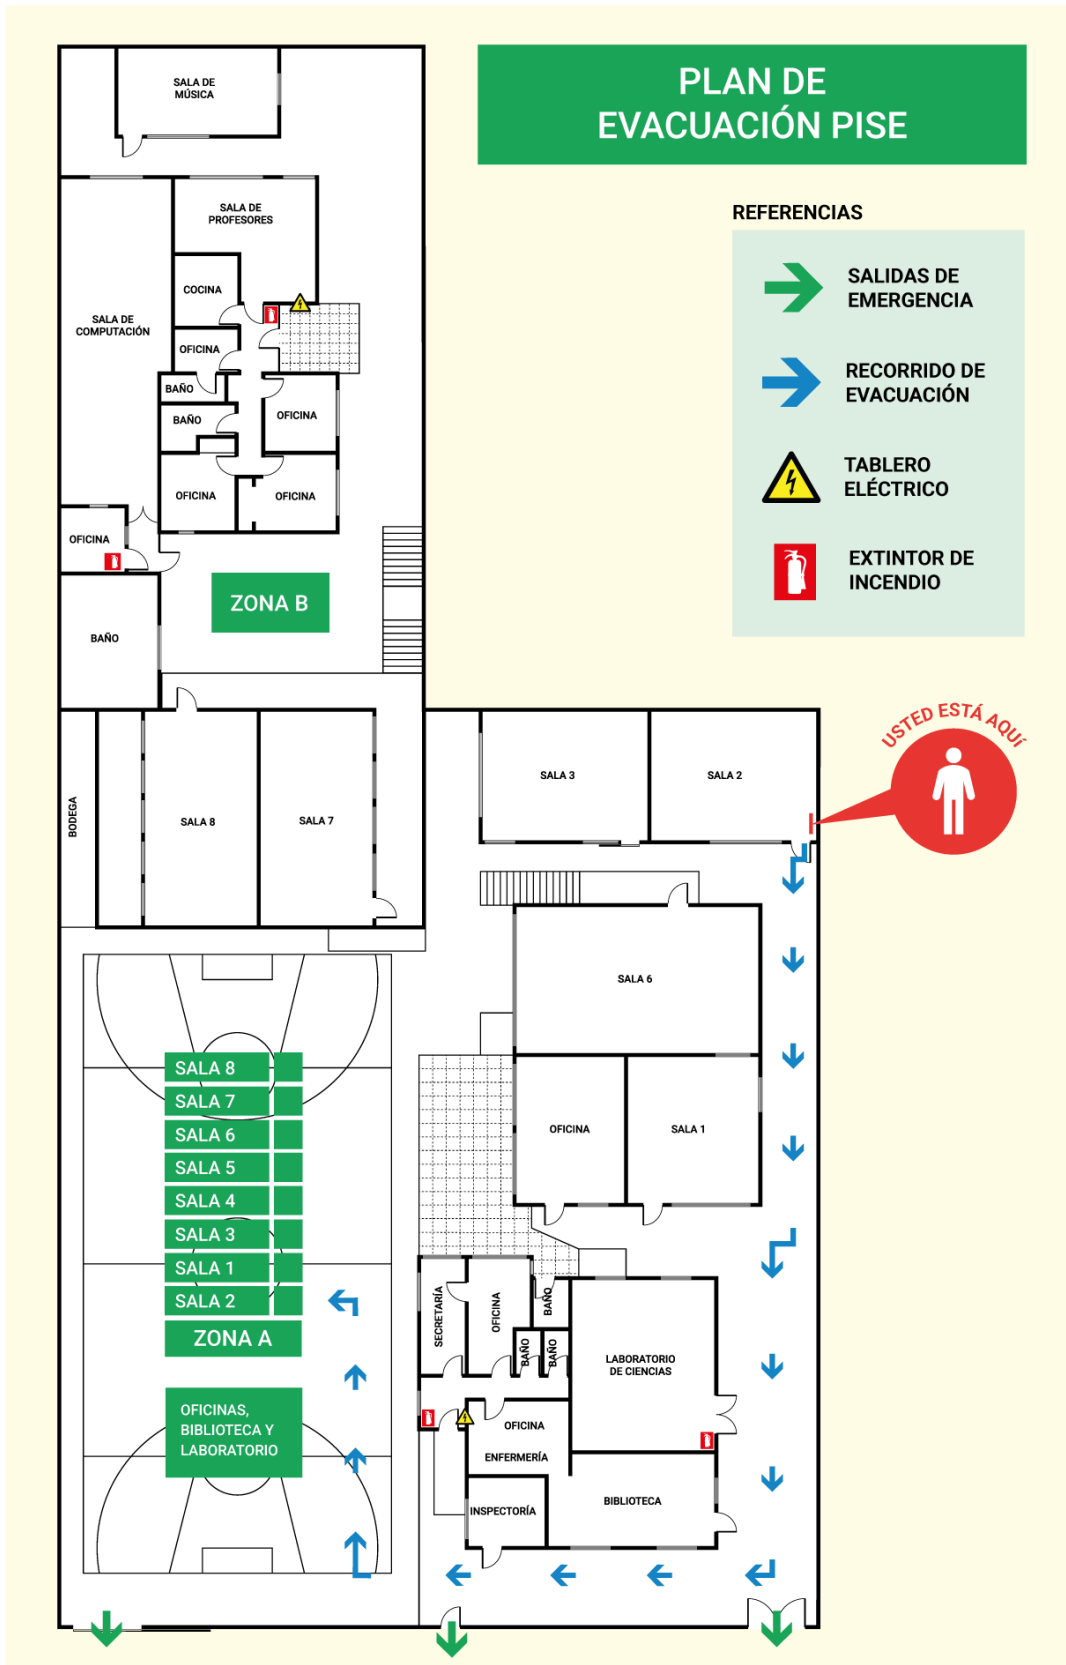 PLAN DE
EVACUACIÓN PISE
REFERENCIAS
SALIDAS DE
EMERGENCIA
RECORRIDO DE
EVACUACIÓN
TABLERO
ELÉCTRICO
EXTINTOR DE
INCENDIO
SALA DE
MÚSICA
SALA DE
PROFESORES
COCINA
SALA DE
COMPUTACIÓN
OFICINA
BAÑO
BAÑO
OFICINA
OFICINA
OFICINA
OFICINA
ZONA B
BAÑO
BODEGA
SALA 8
SALA 7
SALA 3
SALA 2
USTED ESTÁ AQUÍ
SALA 6
OFICINA
SALA 1
SALA 8
SALA 7
SALA 6
SALA 5
SALA 4
SALA 3
SALA 1
SALA 2
ZONA A
OFICINAS,
BIBLIOTECA Y
LABORATORIO
SECRETARÍA
OFICINA
BAÑO
BAÑO
BAÑO
LABORATORIO
DE CIENCIAS
OFICINA
ENFERMERÍA
INSPECTORÍA
BIBLIOTECA